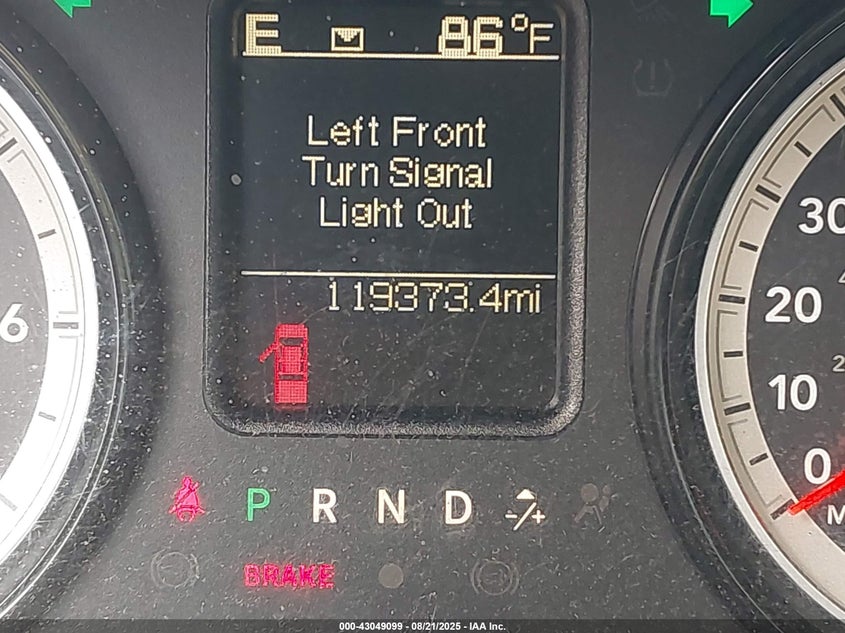 E 86°F
Left Front
Turn Signal
Light Out
119373.4mi
6
30
20
10
0
P R N D -/+
BRAKE
000-43049099 - 08/21/2025 - IAA Inc.